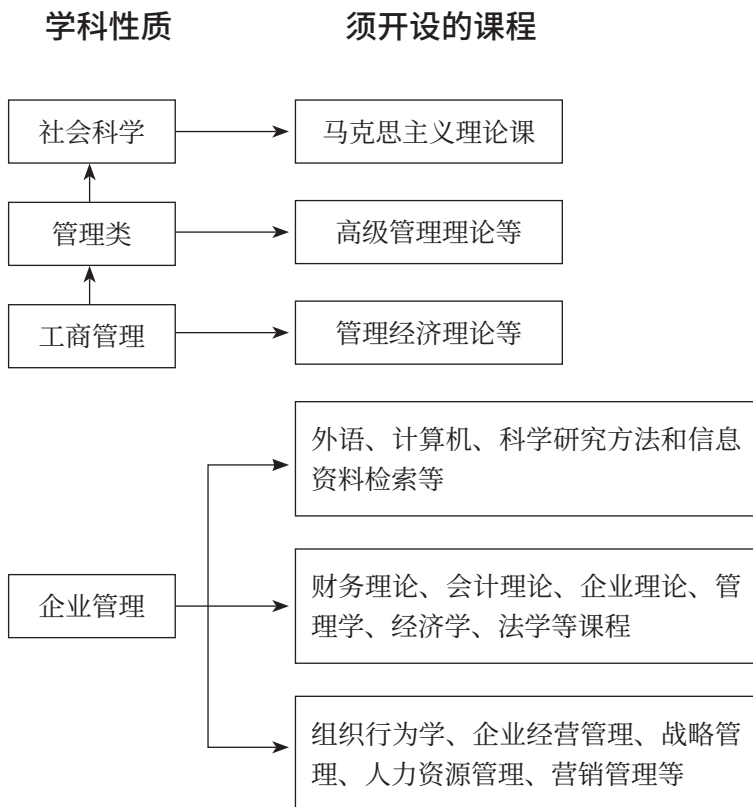 学科性质 须开设的课程
社会科学 马克思主义理论课
管理类 高级管理理论等
工商管理 管理经济理论等
外语、计算机、科学研究方法和信息
资料检索等
企业管理
财务理论、会计理论、企业理论、管
理学、经济学、法学等课程
组织行为学、企业经营管理、战略管
理、人力资源管理、营销管理等